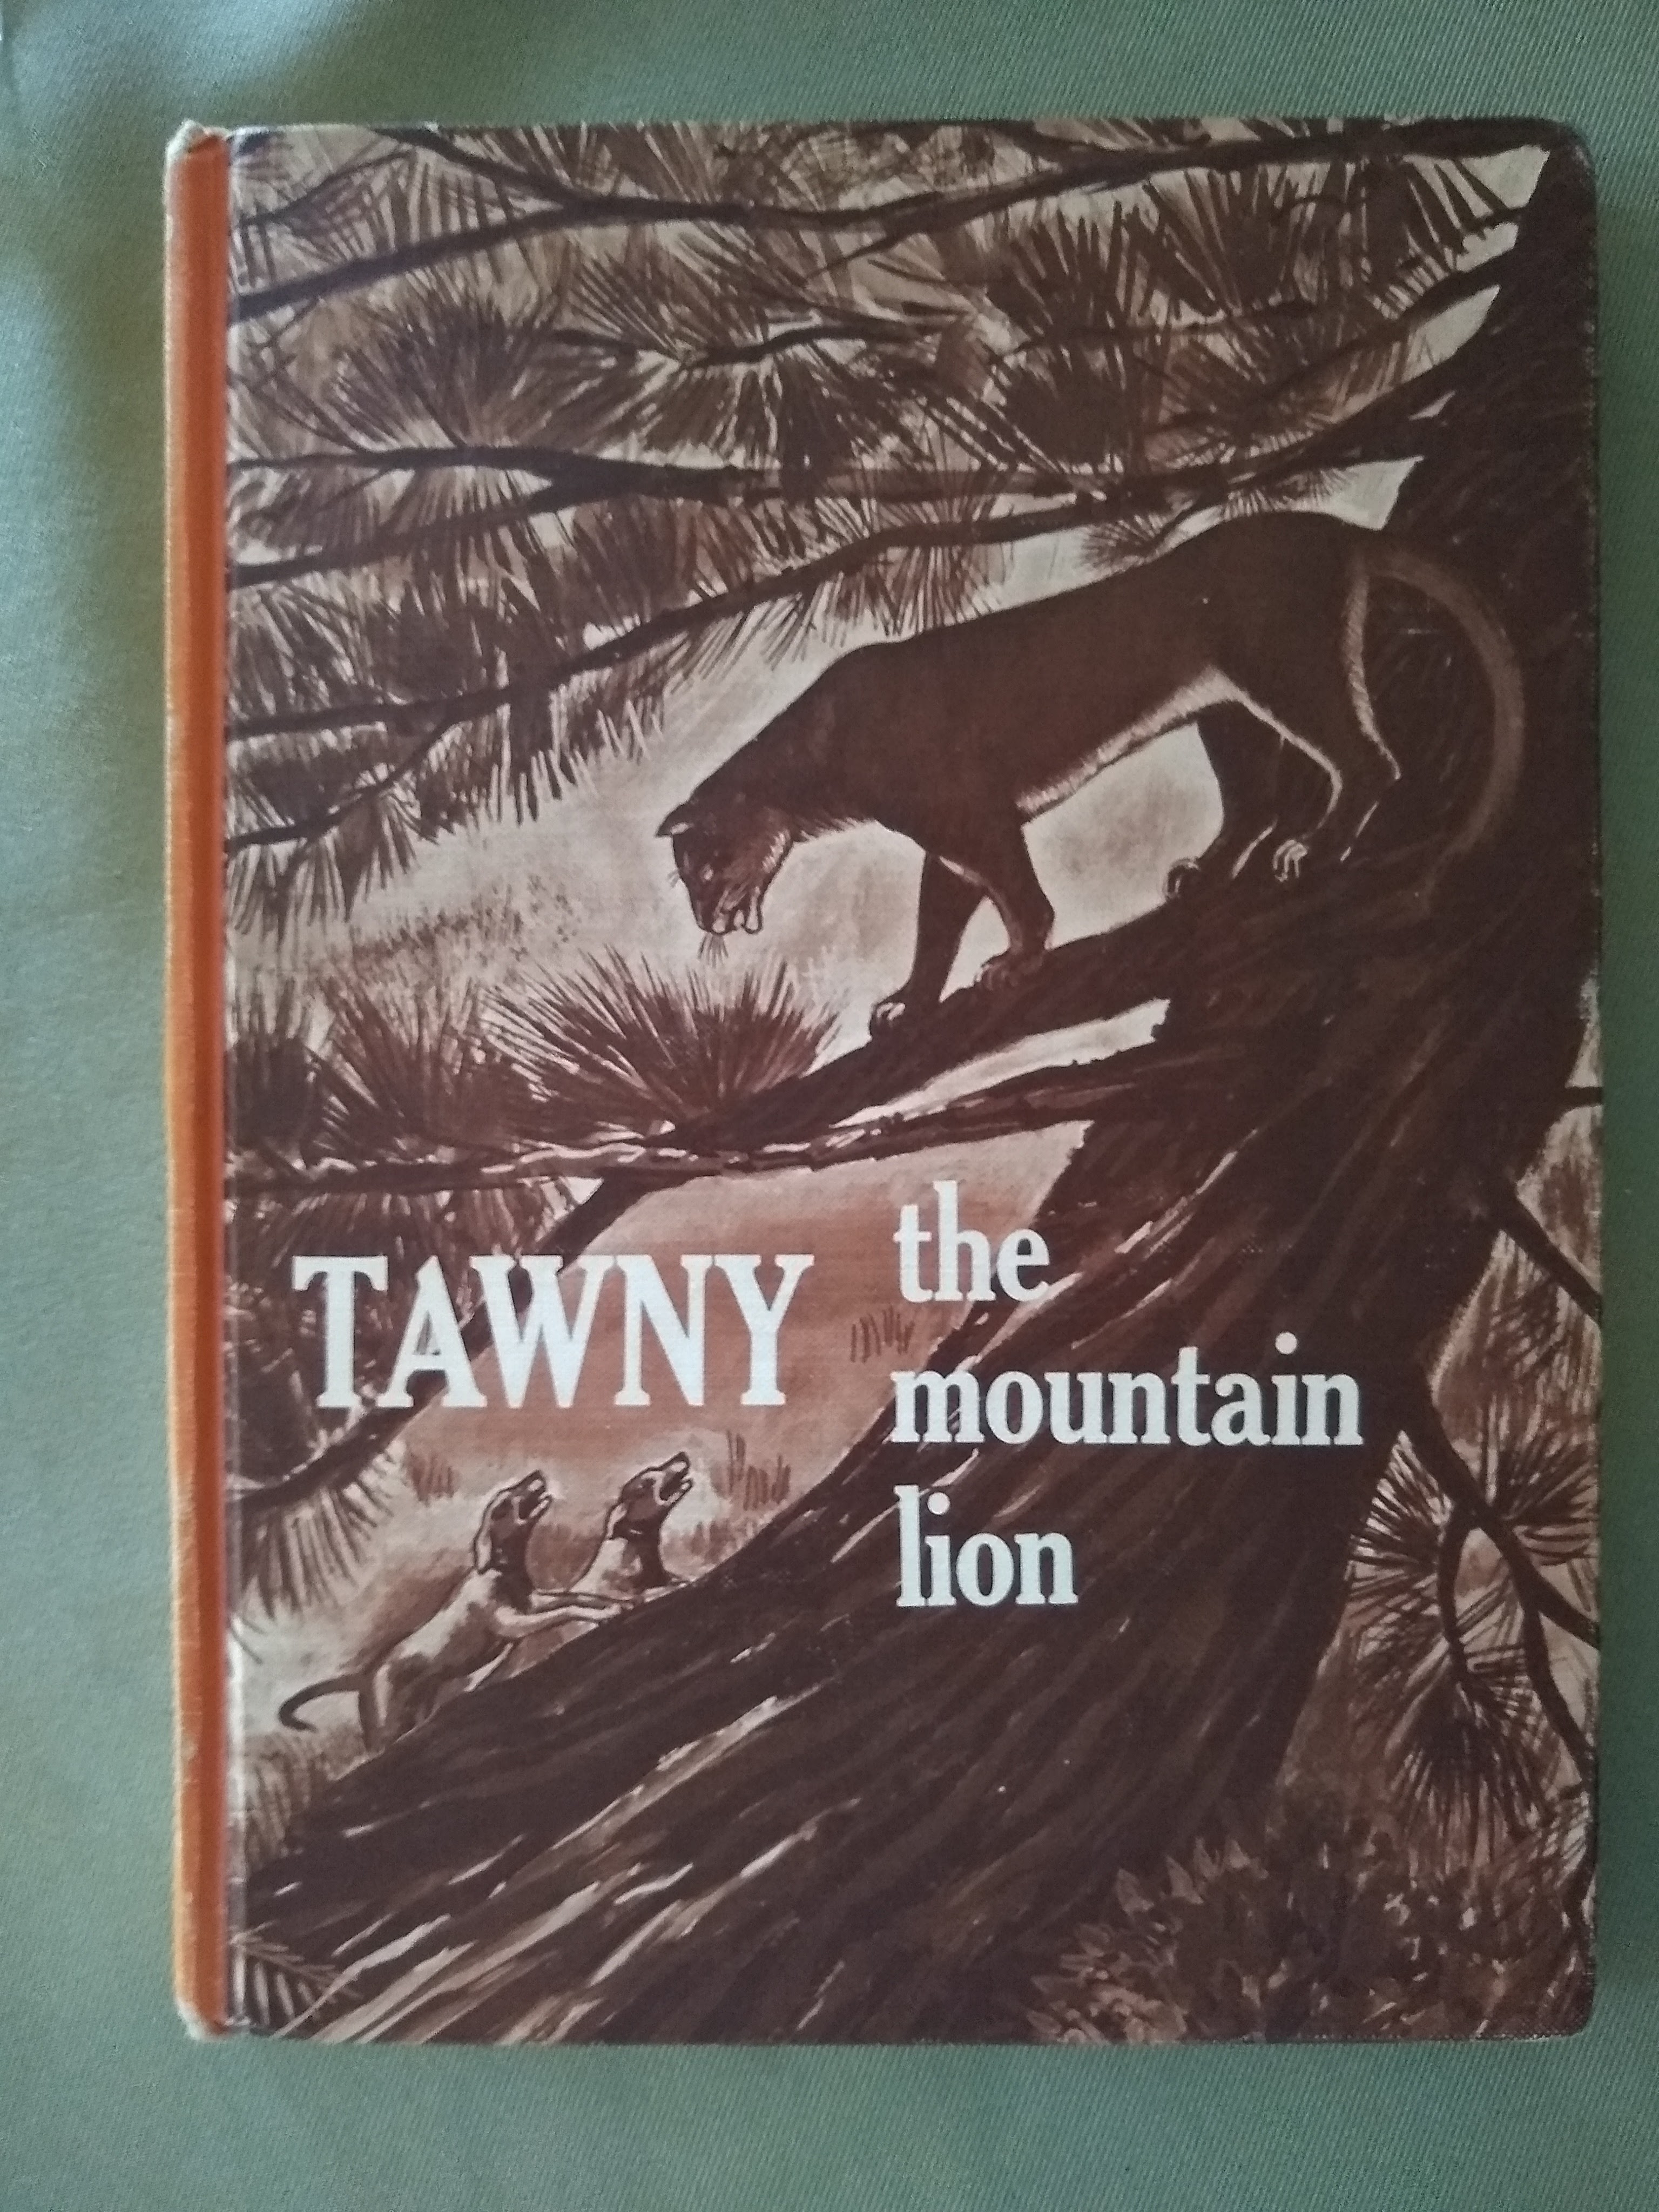 TAWNY
the
mountain
lion